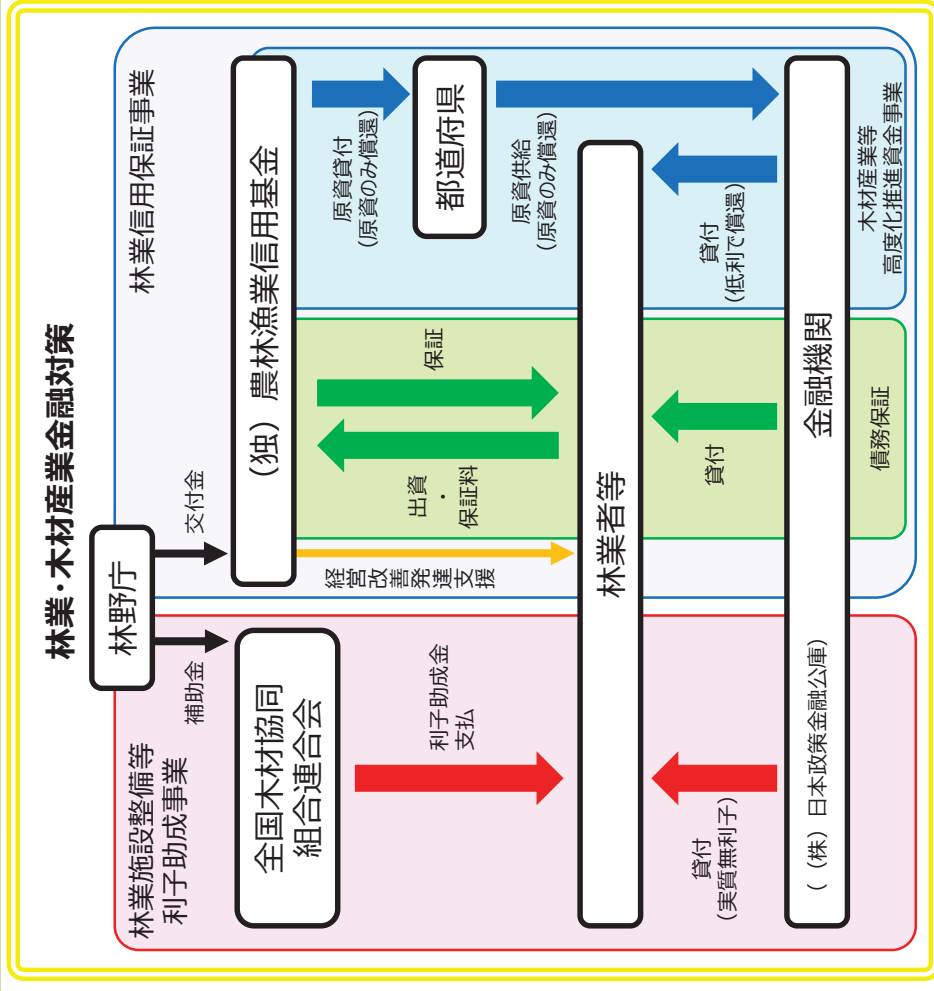 林業・木材産業金融対策
林野庁
補助金
交付金
林業施設整備等
利子助成事業
林業信用保証事業
全国木材協同
組合連合会
(独) 農林漁業信用基金
利子助成金
支払
経営改善発達支援
出資
・
保証料
保証
原資貸付
(原資のみ償還)
都道府県
原資供給
(原資のみ償還)
林業者等
貸付
(実質無利子)
貸付
貸付
(低利で償還)
金融機関
( (株) 日本政策金融公庫)
債務保証
木材産業等
高度化推進資金事業